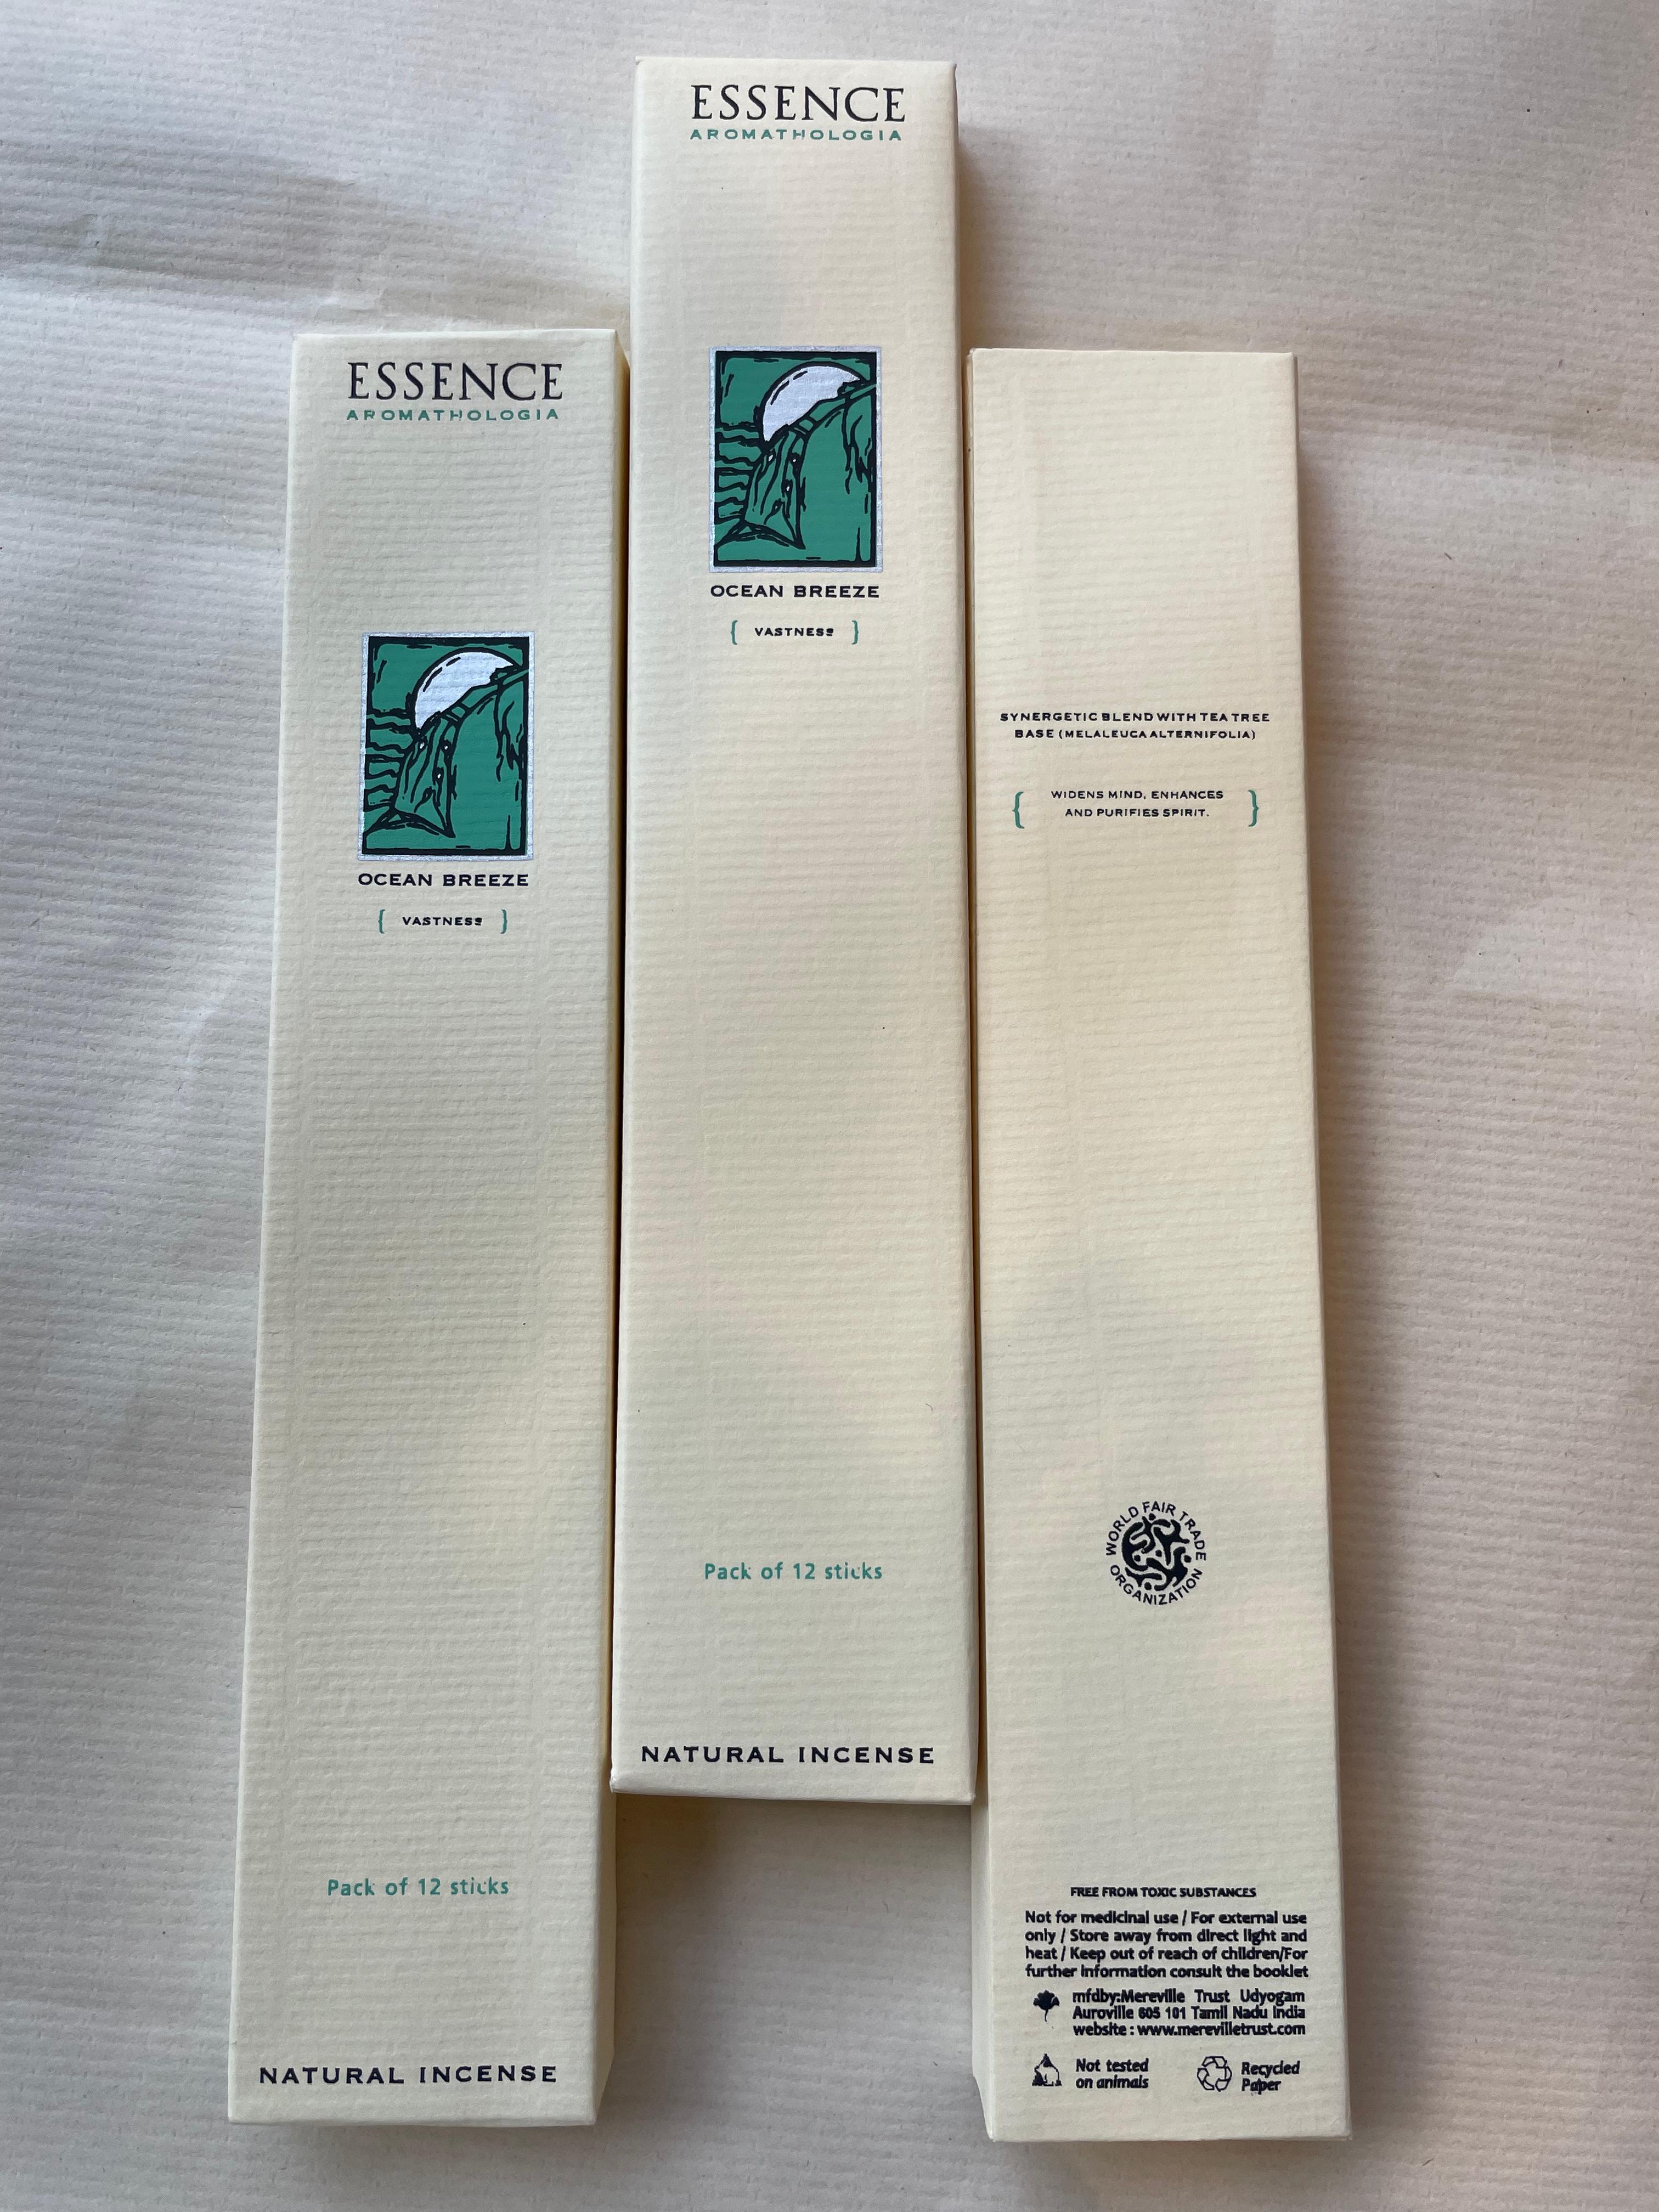 ESSENCE
AROMATHOLOGIA
OCEAN BREEZE
{ VASTNESS }
Pack of 12 sticks
NATURAL INCENSE
ESSENCE
AROMATHOLOGIA
OCEAN BREEZE
{ VASTNESS }
Pack of 12 sticks
NATURAL INCENSE
SYNERGETIC BLEND WITH TEA TREE
BASE (MELALEUCA ALTERNIFOLIA)
{ WIDENS MIND, ENHANCES
AND PURIFIES SPIRIT. }
WORLD FAIR TRADE
ORGANIZATION
FREE FROM TOXIC SUBSTANCES
Not for medicinal use / For external use
only / Store away from direct light and
heat / Keep out of reach of children/For
further information consult the booklet
mfdby:Mereville Trust Udyogam
Auroville 605 101 Tamil Nadu India
website : www.merevilletrust.com
Not tested
on animals
Recycled
Paper